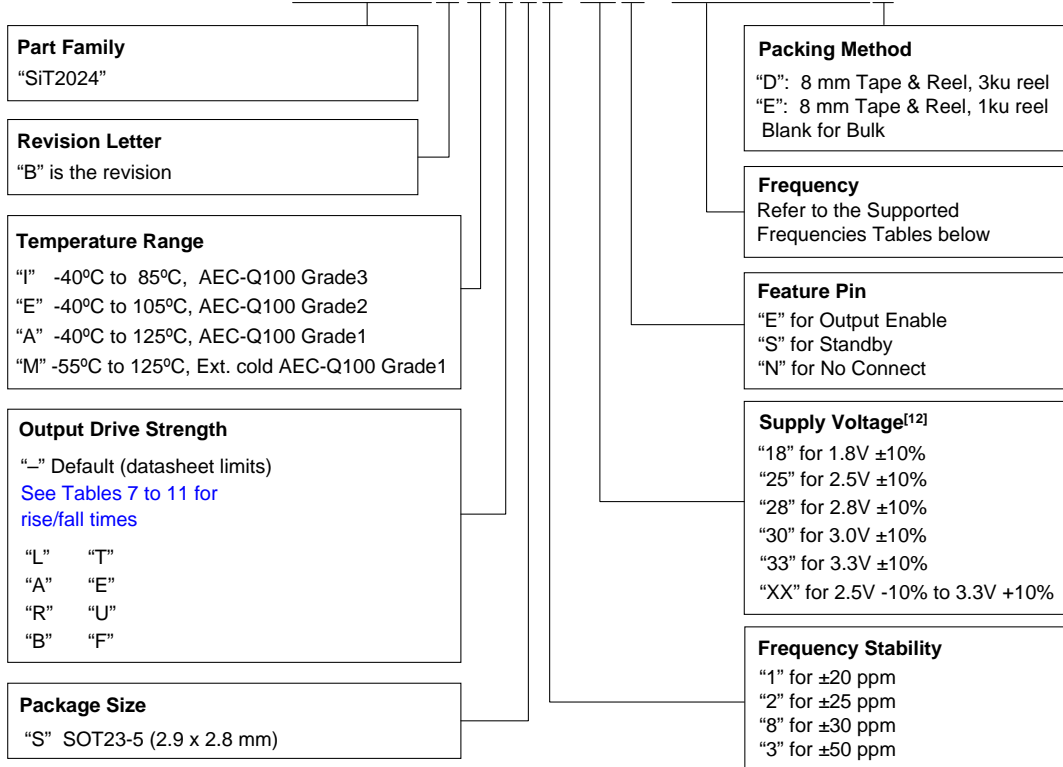 Part Family
“SiT2024”
Revision Letter
“B” is the revision
Temperature Range
“I” -40ºC to 85ºC, AEC-Q100 Grade3
“E” -40ºC to 105ºC, AEC-Q100 Grade2
“A” -40ºC to 125ºC, AEC-Q100 Grade1
“M” -55ºC to 125ºC, Ext. cold AEC-Q100 Grade1
Output Drive Strength
“–” Default (datasheet limits)
See Tables 7 to 11 for
rise/fall times
“L” “T”
“A” “E”
“R” “U”
“B” “F”
Package Size
“S” SOT23-5 (2.9 x 2.8 mm)
Packing Method
“D”: 8 mm Tape & Reel, 3ku reel
“E”: 8 mm Tape & Reel, 1ku reel
Blank for Bulk
Frequency
Refer to the Supported
Frequencies Tables below
Feature Pin
“E” for Output Enable
“S” for Standby
“N” for No Connect
Supply Voltage[12]
“18” for 1.8V ±10%
“25” for 2.5V ±10%
“28” for 2.8V ±10%
“30” for 3.0V ±10%
“33” for 3.3V ±10%
“XX” for 2.5V -10% to 3.3V +10%
Frequency Stability
“1” for ±20 ppm
“2” for ±25 ppm
“8” for ±30 ppm
“3” for ±50 ppm